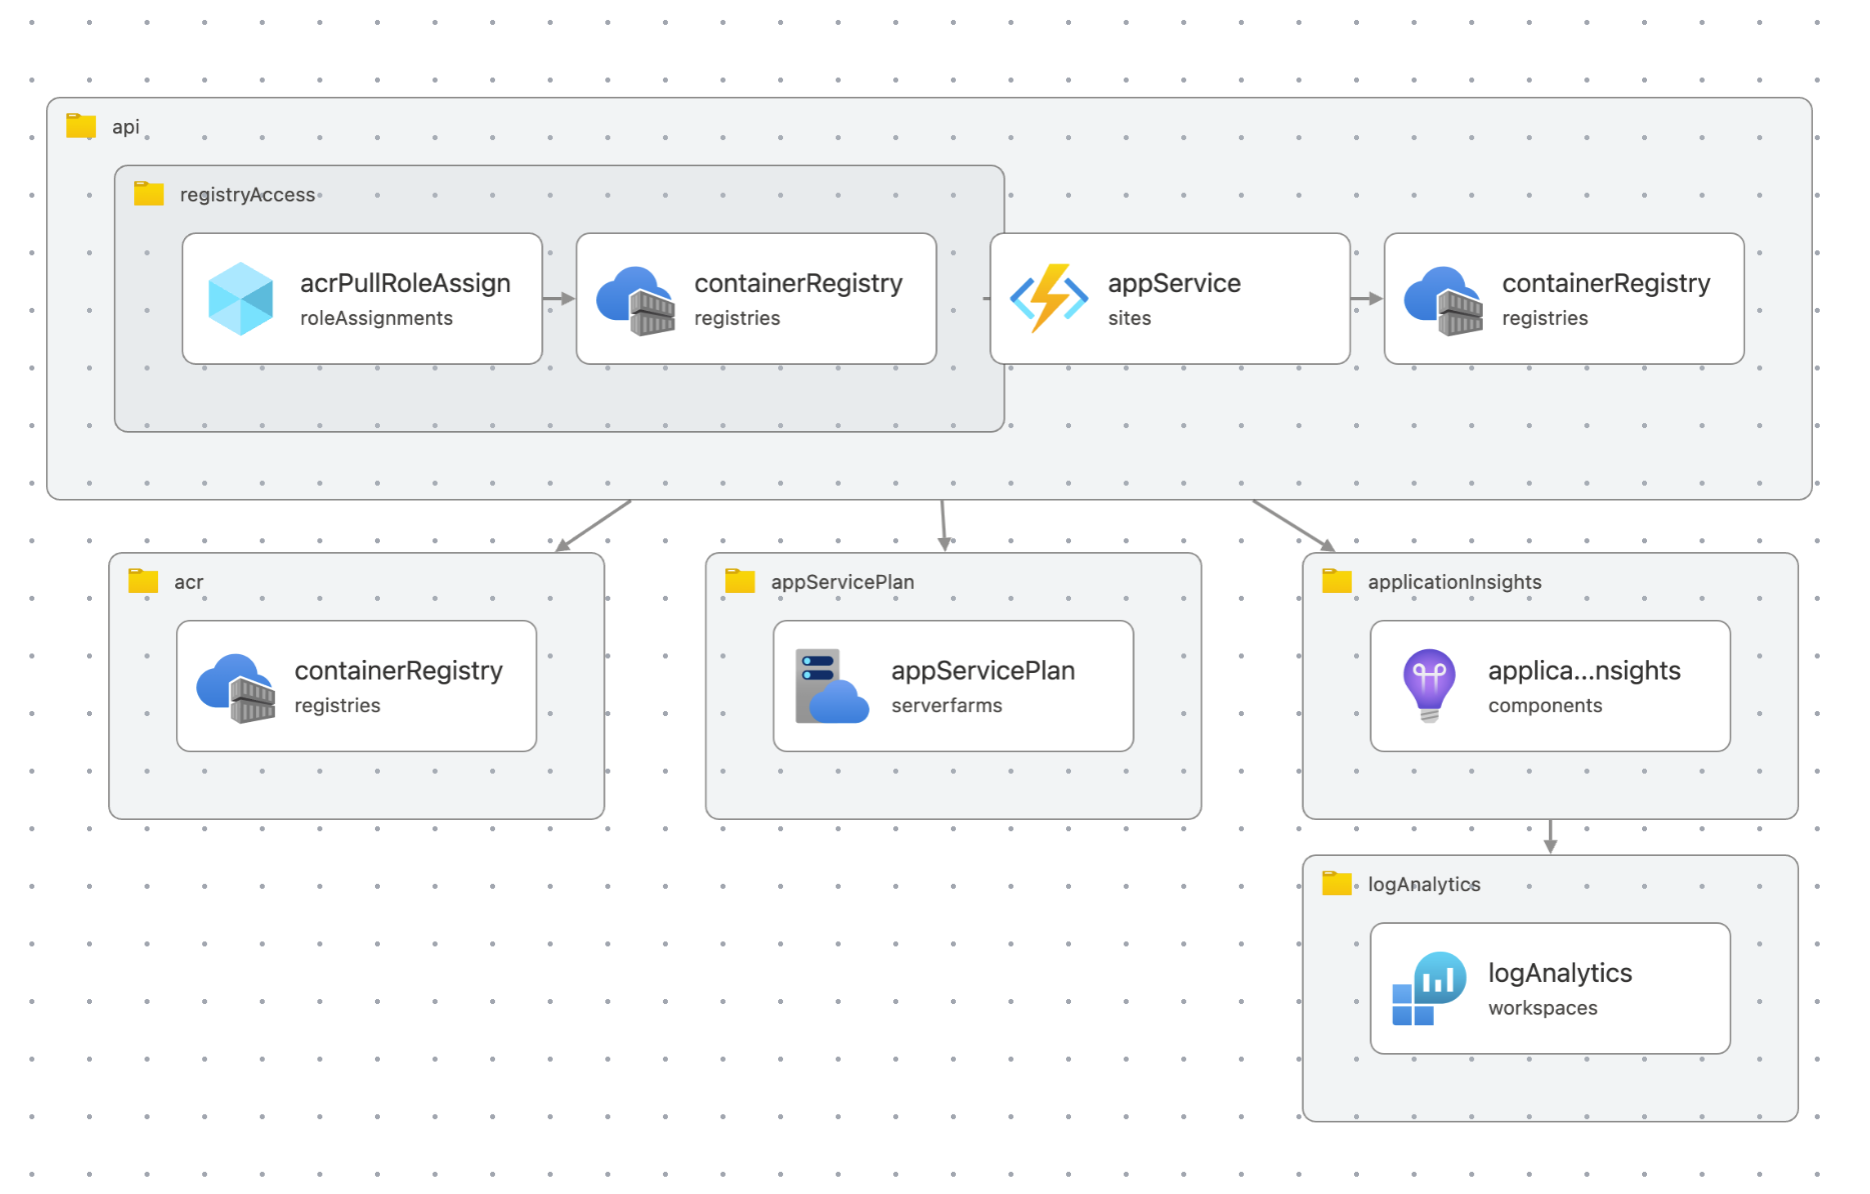 api
registryAccess
acrPullRoleAssign
roleAssignments
containerRegistry
registries
appService
sites
containerRegistry
registries
acr
containerRegistry
registries
appServicePlan
appServicePlan
serverfarms
applicationInsights
applica...nsights
components
logAnalytics
logAnalytics
workspaces